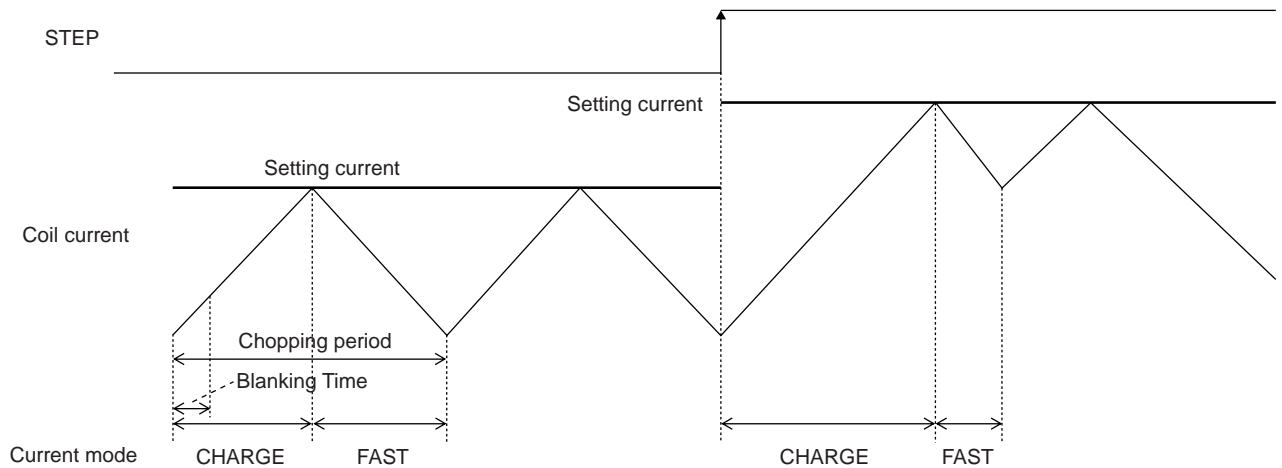 STEP
Setting current
Setting current
Coil current
Chopping period
Blanking Time
Current mode CHARGE FAST CHARGE FAST